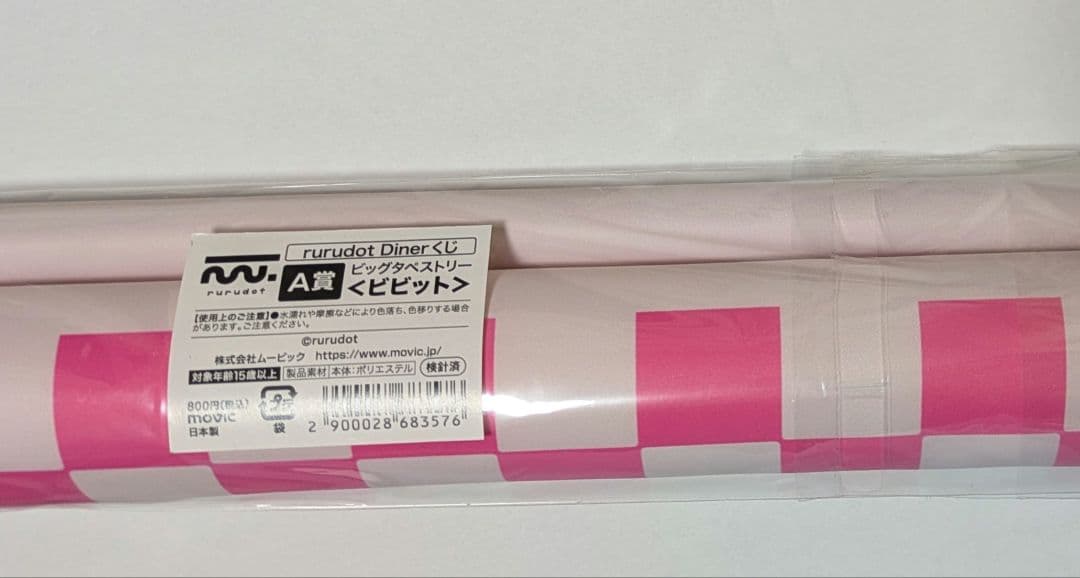 rurudot Dinerくじ
rurudot
A賞
ビッグタペストリー
<ビビット>
【使用上のご注意】●水濡れや摩擦などにより色落ち、色移りする場合
があります。ご注意ください。
©rurudot
株式会社ムービック https://www.movic.jp/
対象年齢15歳以上 製品素材 本体:ポリエステル 検針済
800円(税込)
movic
日本製
プラ
袋
2 900028 683576